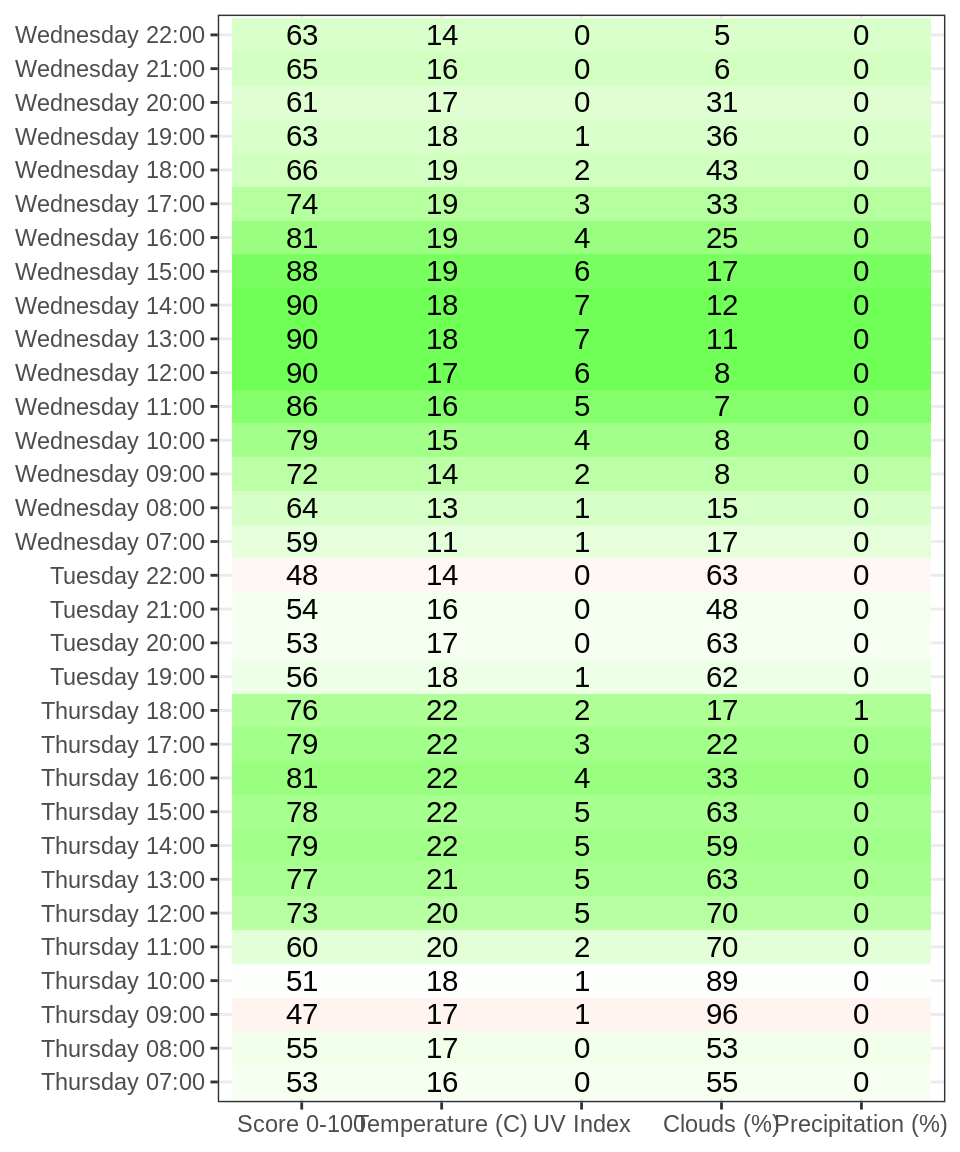 Wednesday 22:00 63 14 0 5 0
Wednesday 21:00 65 16 0 6 0
Wednesday 20:00 61 17 0 31 0
Wednesday 19:00 63 18 1 36 0
Wednesday 18:00 66 19 2 43 0
Wednesday 17:00 74 19 3 33 0
Wednesday 16:00 81 19 4 25 0
Wednesday 15:00 88 19 6 17 0
Wednesday 14:00 90 18 7 12 0
Wednesday 13:00 90 18 7 11 0
Wednesday 12:00 90 17 6 8 0
Wednesday 11:00 86 16 5 7 0
Wednesday 10:00 79 15 4 8 0
Wednesday 09:00 72 14 2 8 0
Wednesday 08:00 64 13 1 15 0
Wednesday 07:00 59 11 1 17 0
Tuesday 22:00 48 14 0 63 0
Tuesday 21:00 54 16 0 48 0
Tuesday 20:00 53 17 0 63 0
Tuesday 19:00 56 18 1 62 0
Thursday 18:00 76 22 2 17 1
Thursday 17:00 79 22 3 22 0
Thursday 16:00 81 22 4 33 0
Thursday 15:00 78 22 5 63 0
Thursday 14:00 79 22 5 59 0
Thursday 13:00 77 21 5 63 0
Thursday 12:00 73 20 5 70 0
Thursday 11:00 60 20 2 70 0
Thursday 10:00 51 18 1 89 0
Thursday 09:00 47 17 1 96 0
Thursday 08:00 55 17 0 53 0
Thursday 07:00 53 16 0 55 0
Score 0-100 Temperature (C) UV Index Clouds (%) Precipitation (%)